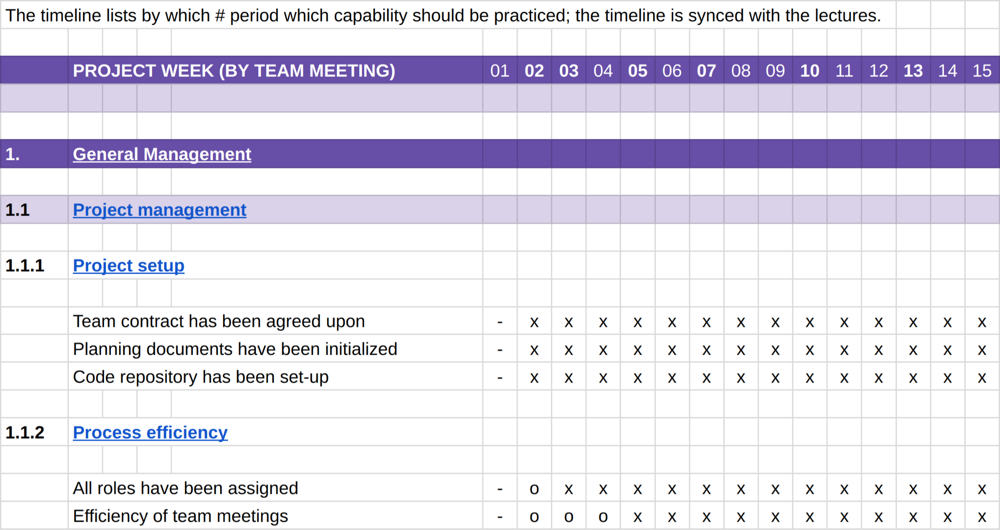 The timeline lists by which # period which capability should be practiced; the timeline is synced with the lectures.
PROJECT WEEK (BY TEAM MEETING) 01 02 03 04 05 06 07 08 09 10 11 12 13 14 15
1. General Management
1.1 Project management
1.1.1 Project setup
Team contract has been agreed upon - x x x x x x x x x x x x x x
Planning documents have been initialized - x x x x x x x x x x x x x x
Code repository has been set-up - x x x x x x x x x x x x x x
1.1.2 Process efficiency
All roles have been assigned - o x x x x x x x x x x x x x
Efficiency of team meetings - o o o x x x x x x x x x x x